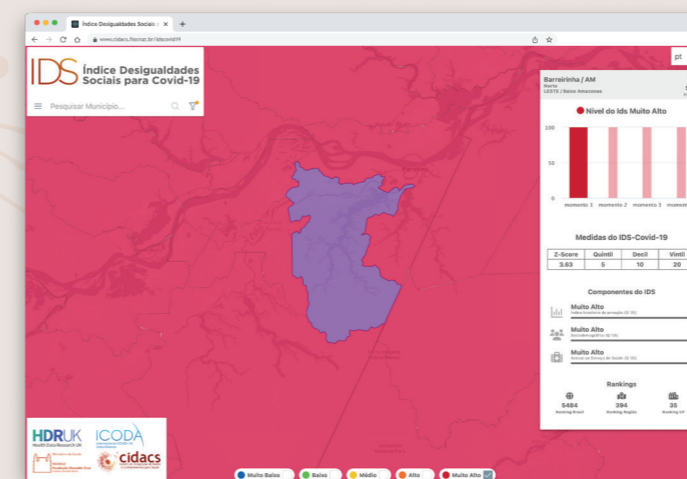 Índice Desigualdades Sociais
www.cidacs.fiocruz.br/idscovid19
IDS Índice Desigualdades
Sociais para Covid-19
Pesquisar Município...
pt
Barreirinha / AM
Norte
LESTE / Baixo Amazonas
Nível do Ids Muito Alto
100
50
0
momento 1 momento 2 momento 3 moment
Medidas do IDS-Covid-19
Z-Score Quintil Decil Vintil
3.63 5 10 20
Componentes do IDS
Muito Alto
Muito Alto
Muito Alto
Rankings
5484 394 35
Ranking Brasil Ranking Região Ranking UF
HDRUK ICODA
Health Data Research UK
cidacs
Muito Baixo Baixo Médio Alto Muito Alto